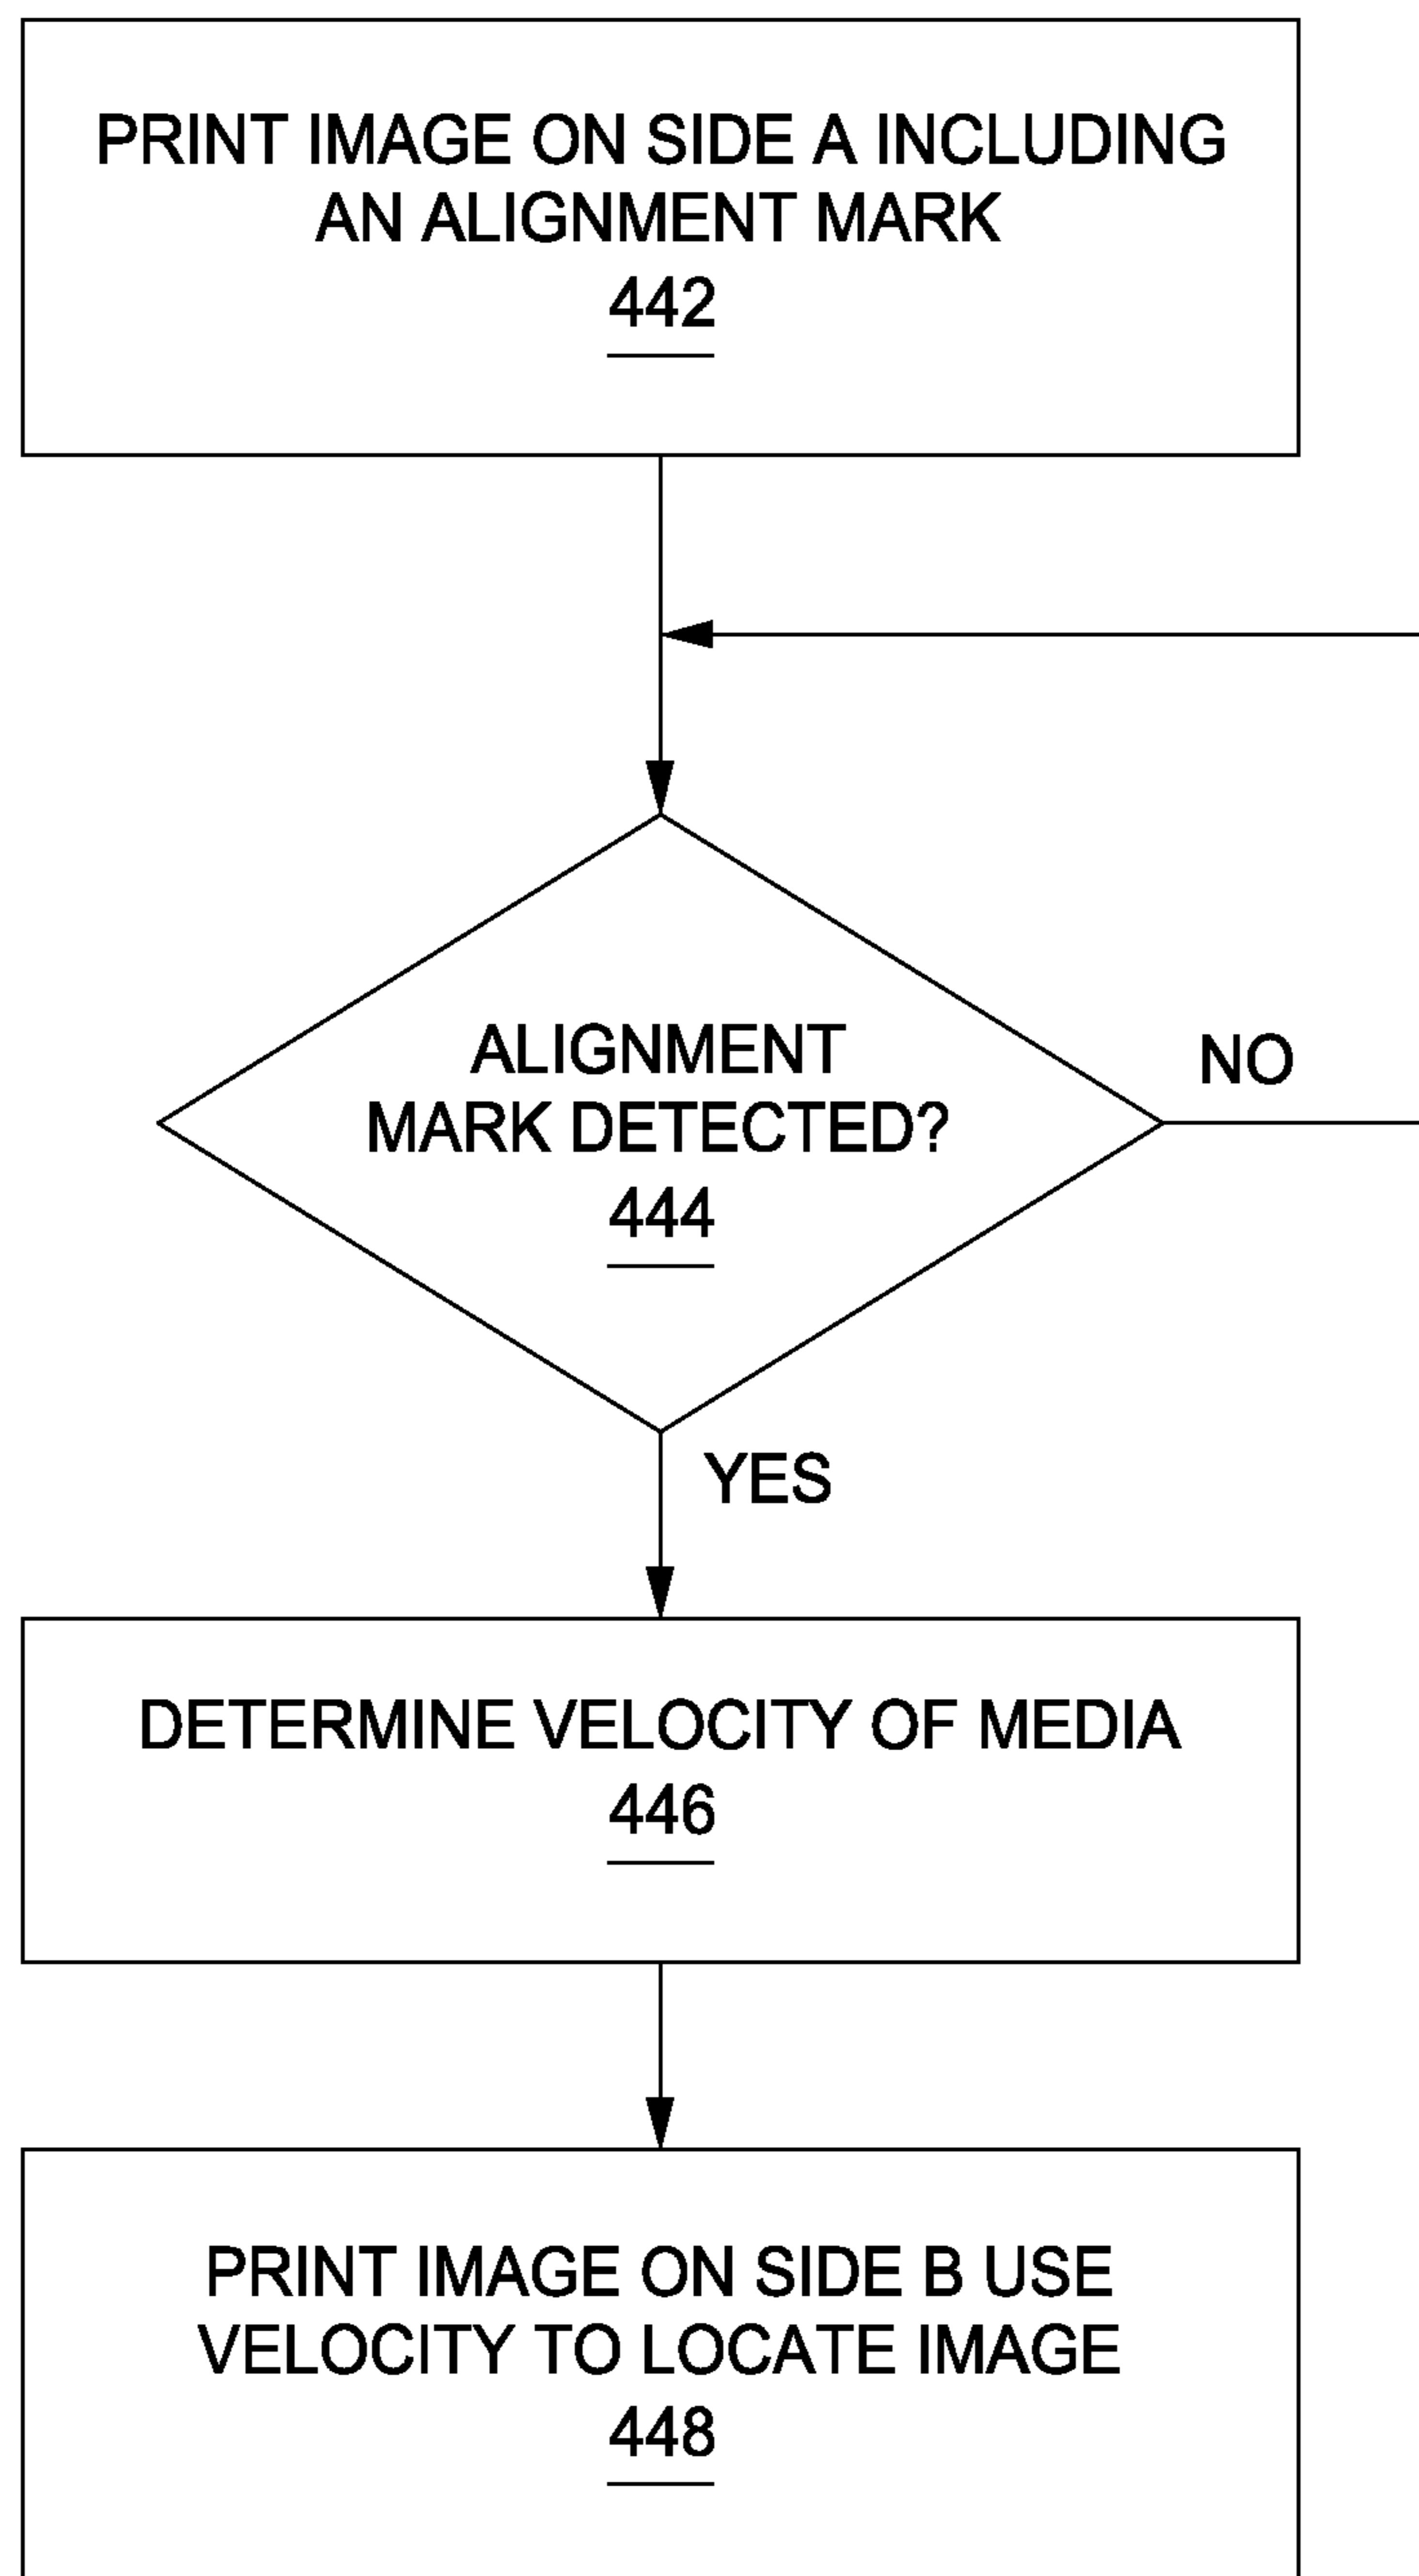 PRINT IMAGE ON SIDE A INCLUDING
AN ALIGNMENT MARK
442
ALIGNMENT
MARK DETECTED?
444
NO
YES
DETERMINE VELOCITY OF MEDIA
446
PRINT IMAGE ON SIDE B USE
VELOCITY TO LOCATE IMAGE
448